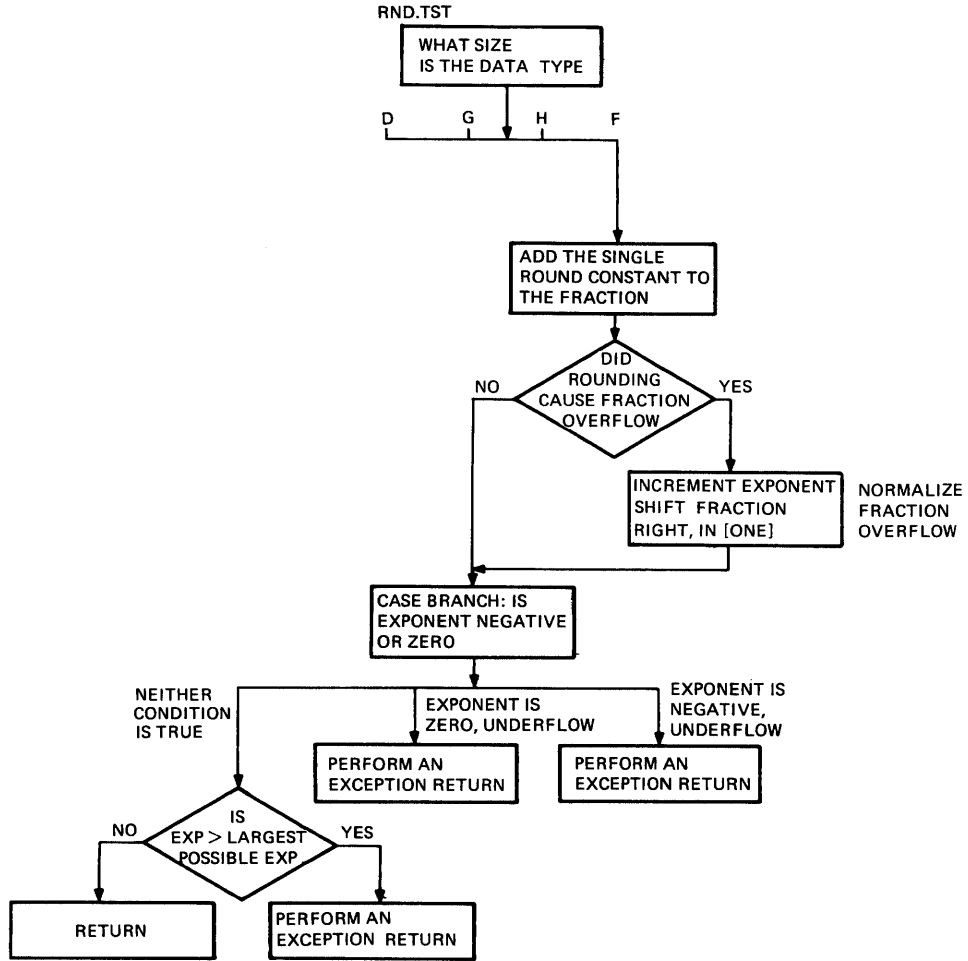 RND.TST
WHAT SIZE
IS THE DATA TYPE
D G H F
ADD THE SINGLE
ROUND CONSTANT TO
THE FRACTION
DID
ROUNDING
CAUSE FRACTION
OVERFLOW
NO
YES
INCREMENT EXPONENT
SHIFT FRACTION
RIGHT, IN [ONE]
NORMALIZE
FRACTION
OVERFLOW
CASE BRANCH: IS
EXPONENT NEGATIVE
OR ZERO
NEITHER
CONDITION
IS TRUE
EXPONENT IS
ZERO, UNDERFLOW
EXPONENT IS
NEGATIVE,
UNDERFLOW
PERFORM AN
EXCEPTION RETURN
PERFORM AN
EXCEPTION RETURN
IS
EXP > LARGEST
POSSIBLE EXP
NO
YES
RETURN
PERFORM AN
EXCEPTION RETURN